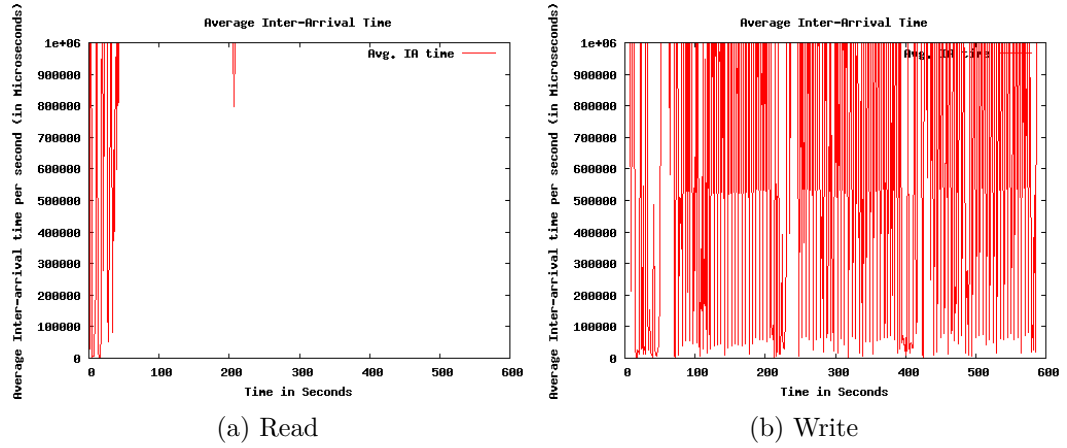 Average Inter-Arrival Time
Average Inter-arrival time per second (in Microseconds)
1e+06
900000
800000
700000
600000
500000
400000
300000
200000
100000
0
Avg. IA time
0 100 200 300 400 500 600
Time in Seconds
(a) Read
Average Inter-Arrival Time
Average Inter-arrival time per second (in Microseconds)
1e+06
900000
800000
700000
600000
500000
400000
300000
200000
100000
0
Avg. IA time
0 100 200 300 400 500 600
Time in Seconds
(b) Write